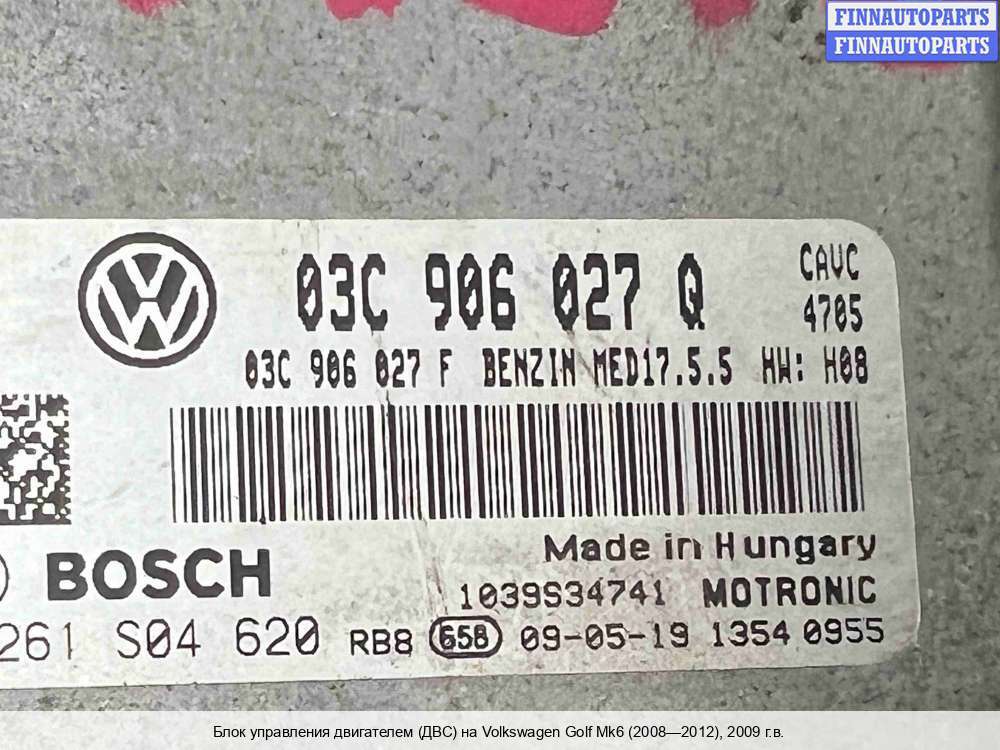 FINNAUTOPARTS
FINNAUTOPARTS
03C 906 027 Q
CAVC
4705
03C 906 027 F BENZIN MED17.5.5 HW: H08
BOSCH
Made in Hungary
1039S34741 MOTRONIC
261 S04 620 RB8 658 09-05-19 1354 0955
Блок управления двигателем (ДВС) на Volkswagen Golf Mk6 (2008—2012), 2009 г.в.